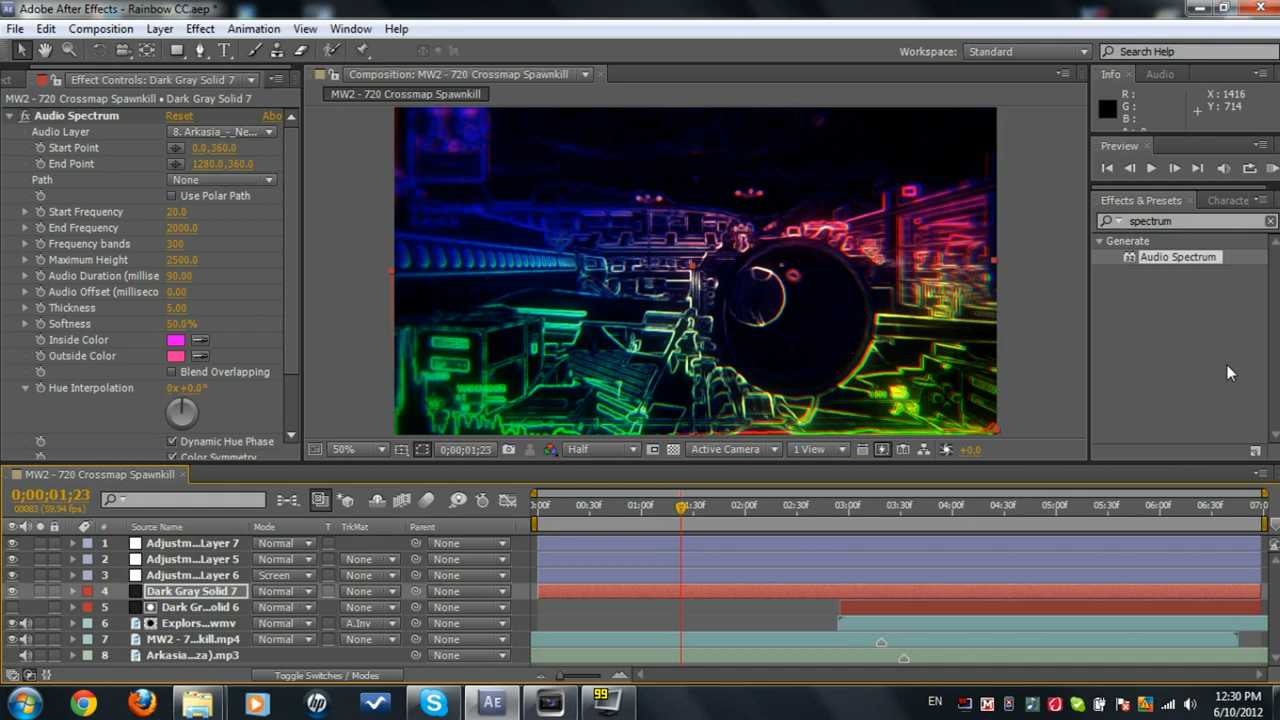 Adobe After Effects - Rainbow CC.aep *
File Edit Composition Layer Effect Animation View Window Help
Workspace: Standard Search Help
ct Effect Controls: Dark Gray Solid 7
MW2 - 720 Crossmap Spawnkill • Dark Gray Solid 7
fx Audio Spectrum Reset Abo
Audio Layer 8. Arkasia_-_Ne...
Start Point 0.0,360.0
End Point 1280.0,360.0
Path None
Use Polar Path
Start Frequency 20.0
End Frequency 2000.0
Frequency bands 300
Maximum Height 2500.0
Audio Duration (millise 90.00
Audio Offset (milliseco 0.00
Thickness 5.00
Softness 50.0%
Inside Color
Outside Color
Blend Overlapping
Hue Interpolation 0x+0.0°
Dynamic Hue Phase
Color Symmetry
Composition: MW2 - 720 Crossmap Spawnkill
MW2 - 720 Crossmap Spawnkill
50% 0;00;01;23 Half Active Camera 1 View +0.0
Info Audio
R: X: 1416
G: Y: 714
B:
Preview
Effects & Presets Characte
spectrum
Generate
Audio Spectrum
MW2 - 720 Crossmap Spawnkill
0;00;01;23
00083 (59.94 fps)
:00f 00:30f 01:00f 01:30f 02:00f 02:30f 03:00f 03:30f 04:00f 04:30f 05:00f 05:30f 06:00f 06:30f 07:0
# Source Name Mode T TrkMat Parent
1 Adjustm...Layer 7 Normal None
2 Adjustm...Layer 5 Normal None None
3 Adjustm...Layer 6 Screen None None
4 Dark Gray Solid 7 Normal None None
5 Dark Gr...olid 6 Normal None None
6 Explors...wmv Normal A.Inv None
7 MW2 - 7...kill.mp4 Normal None None
8 Arkasia...za).mp3 None
Toggle Switches / Modes
Ae 99 EN 12:30 PM
6/10/2012